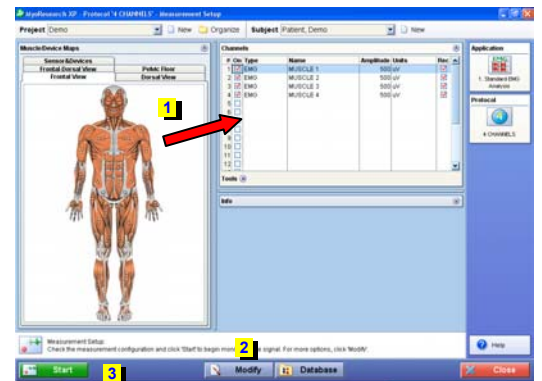 MyoResearch XP - Protocol '4 CHANNELS' - Measurement Setup
Project Demo New Organize Subject Patient, Demo New
Muscle/Device Maps
Sensor&Devices
Frontal Dorsal View Pelvic Floor
Frontal View Dorsal View
1
Channels
# On Type Name Amplitude Units Rec
1 EMG MUSCLE 1 500 uV
2 EMG MUSCLE 2 500 uV
3 EMG MUSCLE 3 500 uV
4 EMG MUSCLE 4 500 uV
5
6
9
10
11
12
Tools
Info
Application
1. Standard EMG
Analysis
Protocol
4 CHANNELS
Measurement Setup:
Check the measurement configuration and click 'Start' to begin signal. For more options, click 'Modify'.
2
Help
Start 3 Modify Database Close